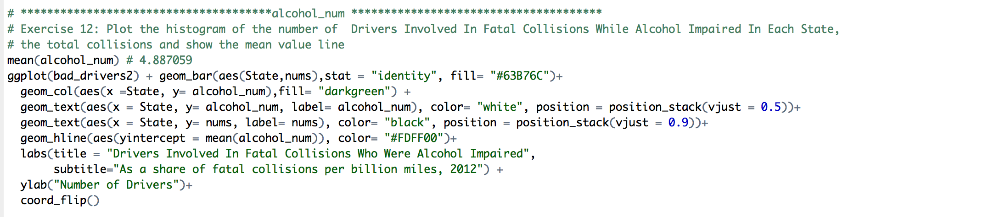 # **************************************alcohol_num **************************************
# Exercise 12: Plot the histogram of the number of  Drivers Involved In Fatal Collisions While Alcohol Impaired In Each State,
# the total collisions and show the mean value line
mean(alcohol_num) # 4.887059
ggplot(bad_drivers2) + geom_bar(aes(State,nums),stat = "identity", fill= "#63B76C")+
  geom_col(aes(x =State, y= alcohol_num),fill= "darkgreen") +
  geom_text(aes(x = State, y= alcohol_num, label= alcohol_num), color= "white", position = position_stack(vjust = 0.5))+
  geom_text(aes(x = State, y= nums, label= nums), color= "black", position = position_stack(vjust = 0.9))+
  geom_hline(aes(yintercept = mean(alcohol_num)), color= "#FDFF00")+
  labs(title = "Drivers Involved In Fatal Collisions Who Were Alcohol Impaired",
       subtitle="As a share of fatal collisions per billion miles, 2012") +
  ylab("Number of Drivers")+
  coord_flip()